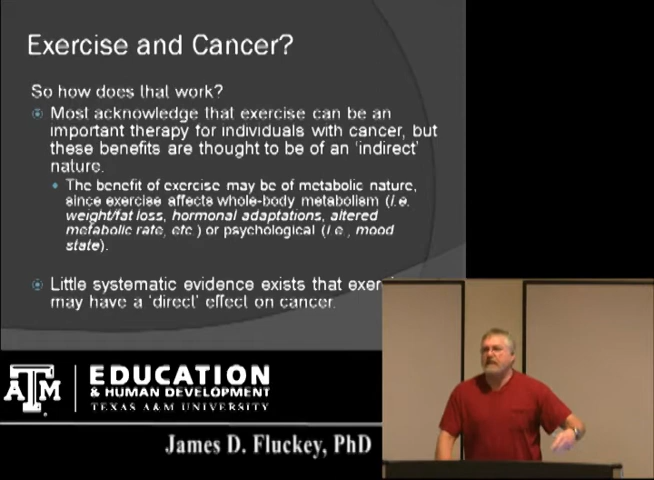 Exercise and Cancer?
So how does that work?
Most acknowledge that exercise can be an
important therapy for individuals with cancer, but
these benefits are thought to be of an 'indirect'
nature.
The benefit of exercise may be of metabolic nature,
since exercise affects whole-body metabolism (i.e.
weight/fat loss, hormonal adaptations, altered
metabolic rate, etc.) or psychological (i.e., mood
state).
Little systematic evidence exists that exer
may have a 'direct' effect on cancer.
ATM
EDUCATION
& HUMAN DEVELOPMENT
TEXAS A&M UNIVERSITY
James D. Fluckey, PhD